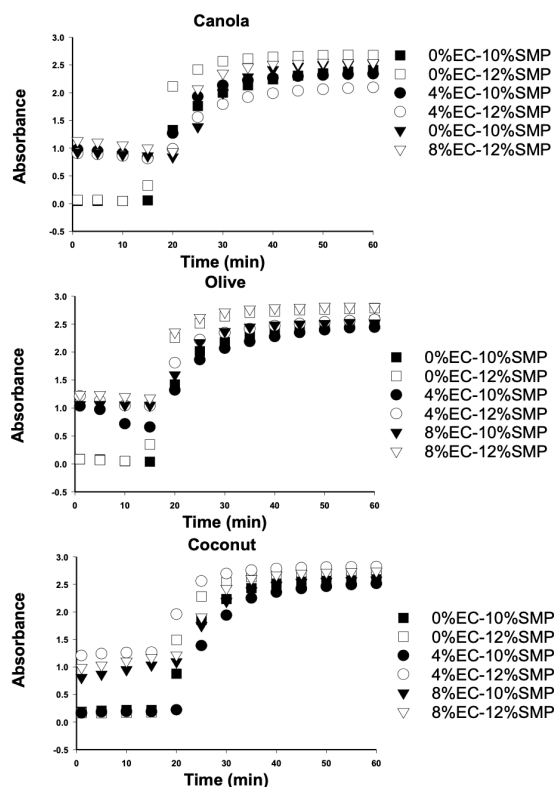 Canola
3.0
2.5
2.0
1.5
1.0
0.5
0.0
-0.5
Absorbance
0
10
20
30
40
50
60
Time (min)
0%EC-10%SMP
0%EC-12%SMP
4%EC-10%SMP
4%EC-12%SMP
0%EC-10%SMP
8%EC-12%SMP
Olive
3.0
2.5
2.0
1.5
1.0
0.5
0.0
-0.5
Absorbance
0
10
20
30
40
50
60
Time (min)
0%EC-10%SMP
0%EC-12%SMP
4%EC-10%SMP
4%EC-12%SMP
8%EC-10%SMP
8%EC-12%SMP
Coconut
3.0
2.5
2.0
1.5
1.0
0.5
0.0
-0.5
Absorbance
0
10
20
30
40
50
60
Time (min)
0%EC-10%SMP
0%EC-12%SMP
4%EC-10%SMP
4%EC-12%SMP
8%EC-10%SMP
8%EC-12%SMP